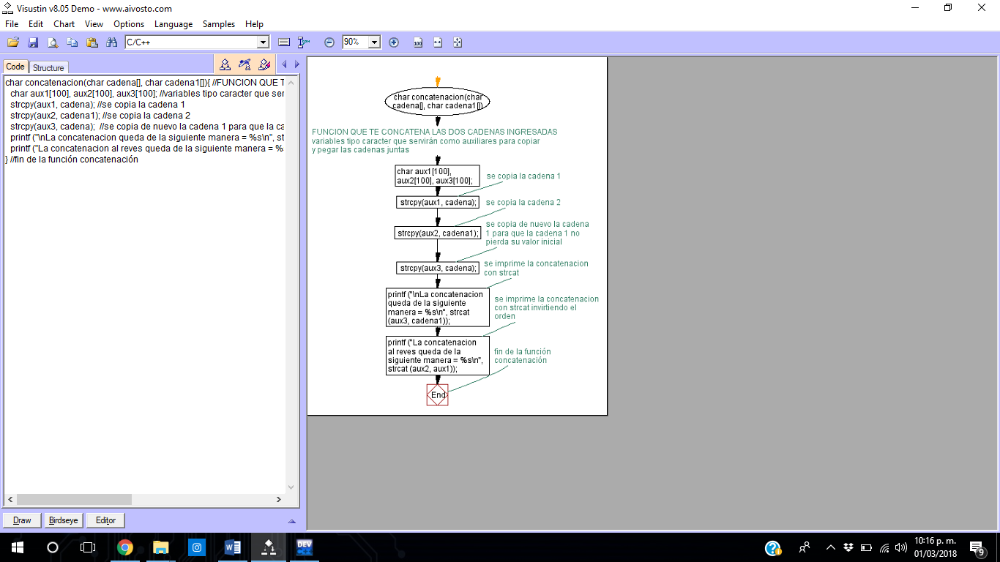 Visustin v8.05 Demo - www.aivosto.com
File Edit Chart View Options Language Samples Help
C/C++
90%
Code Structure
char concatenacion(char cadena[], char cadena1[]){ //FUNCION QUE T
char aux1[100], aux2[100], aux3[100]; //variables tipo caracter que ser
strcpy(aux1, cadena); //se copia la cadena 1
strcpy(aux2, cadena1); //se copia la cadena 2
strcpy(aux3, cadena); //se copia de nuevo la cadena 1 para que la ca
printf ("\nLa concatenacion queda de la siguiente manera = %s\n", st
printf ("La concatenacion al reves queda de la siguiente manera = %
} //fin de la función concatenación
Draw Birdseye Editor
char concatenacion(char
cadena[], char cadena1[])
FUNCION QUE TE CONCATENA LAS DOS CADENAS INGRESADAS
variables tipo caracter que servirán como auxiliares para copiar
y pegar las cadenas juntas
char aux1[100],
aux2[100], aux3[100];
se copia la cadena 1
strcpy(aux1, cadena);
se copia la cadena 2
strcpy(aux2, cadena1);
se copia de nuevo la cadena
1 para que la cadena 1 no
pierda su valor inicial
strcpy(aux3, cadena);
se imprime la concatenacion
con strcat
printf ("\nLa concatenacion
queda de la siguiente
manera = %s\n", strcat
(aux3, cadena1));
se imprime la concatenacion
con strcat invirtiendo el
orden
printf ("La concatenacion
al reves queda de la
siguiente manera = %s\n",
strcat (aux2, aux1));
fin de la función
concatenación
End
DEV
10:16 p. m.
01/03/2018
9